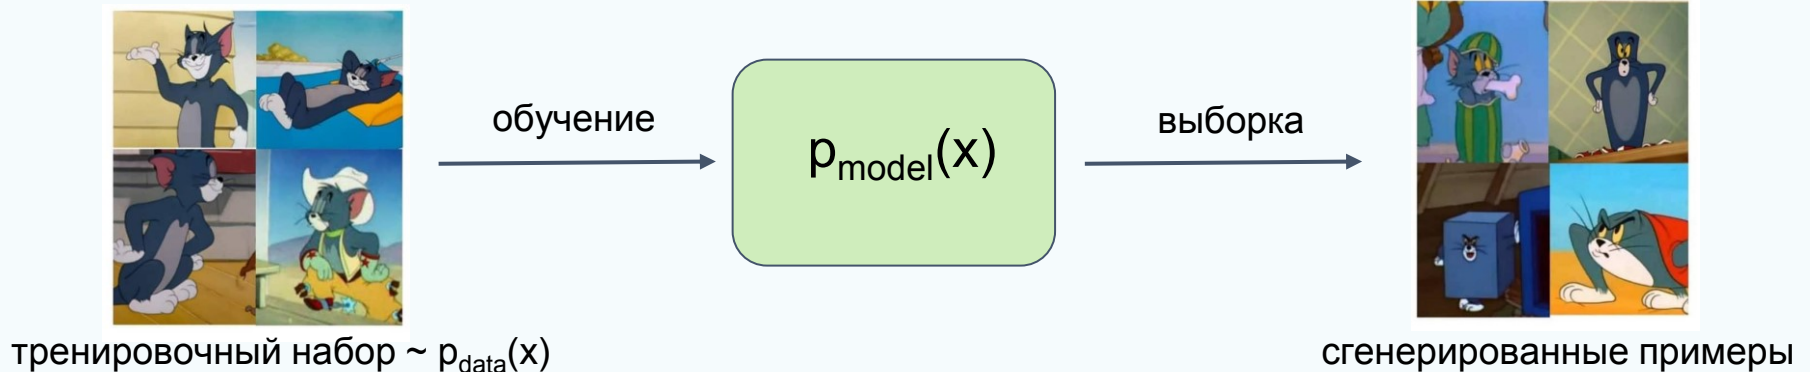 обучение
p_model(x)
выборка
тренировочный набор ~ p_data(x)
сгенерированные примеры